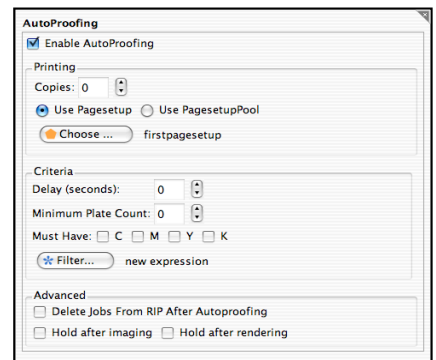 AutoProofing
Enable AutoProofing
Printing
Copies: 0
Use Pagesetup Use PagesetupPool
Choose ... firstpagesetup
Criteria
Delay (seconds): 0
Minimum Plate Count: 0
Must Have: C M Y K
Filter... new expression
Advanced
Delete Jobs From RIP After Autoproofing
Hold after imaging Hold after rendering